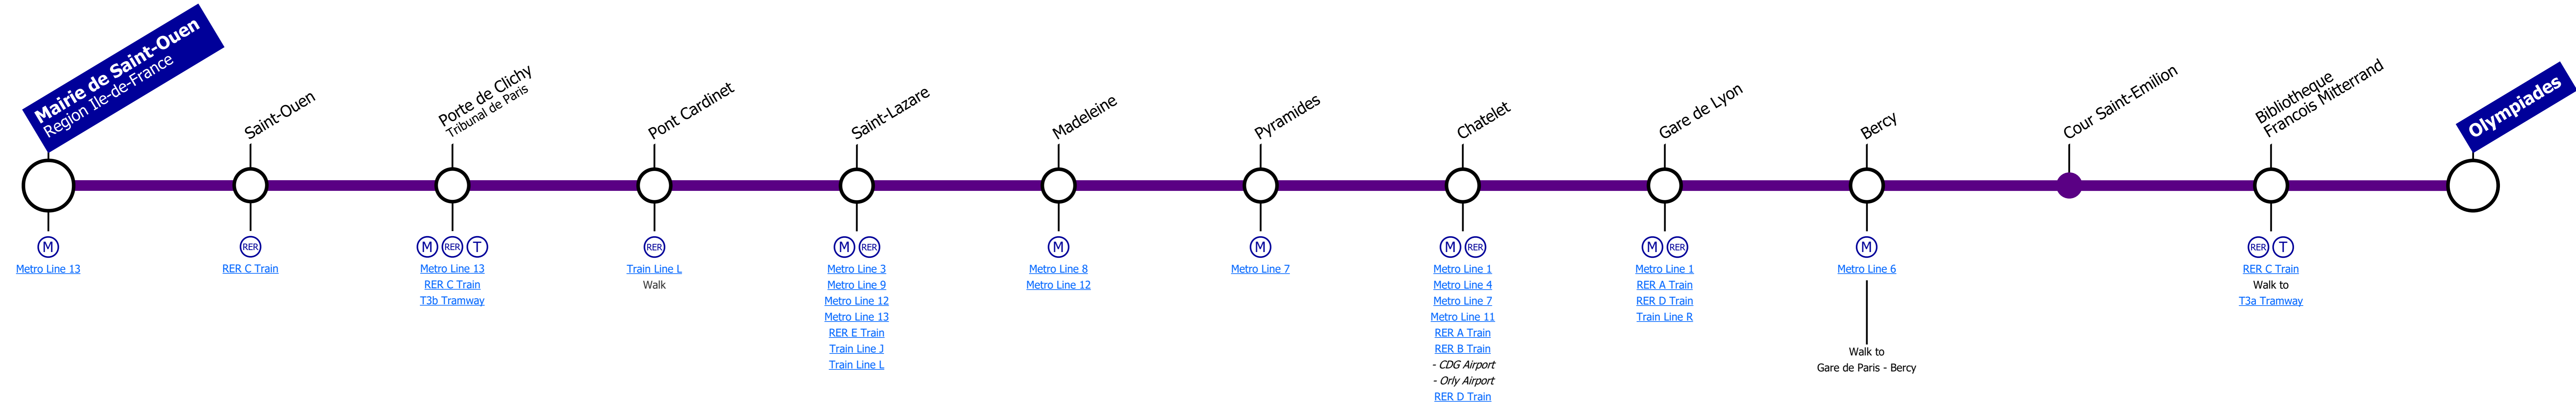 Mairie de Saint-Ouen
Region Ile-de-France
Saint-Ouen
Porte de Clichy
Tribunal de Paris
Pont Cardinet
Saint-Lazare
Madeleine
Pyramides
Chatelet
Gare de Lyon
Bercy
Cour Saint-Emilion
Bibliotheque
Francois Mitterrand
Olympiades
M
Metro Line 13
RER
RER C Train
M RER T
Metro Line 13
RER C Train
T3b Tramway
RER
Train Line L
Walk
M RER
Metro Line 3
Metro Line 9
Metro Line 12
Metro Line 13
RER E Train
Train Line J
Train Line L
M
Metro Line 8
Metro Line 12
M
Metro Line 7
M RER
Metro Line 1
Metro Line 4
Metro Line 7
Metro Line 11
RER A Train
RER B Train
- CDG Airport
- Orly Airport
RER D Train
M RER
Metro Line 1
RER A Train
RER D Train
Train Line R
M
Metro Line 6
Walk to
Gare de Paris - Bercy
RER T
RER C Train
Walk to
T3a Tramway